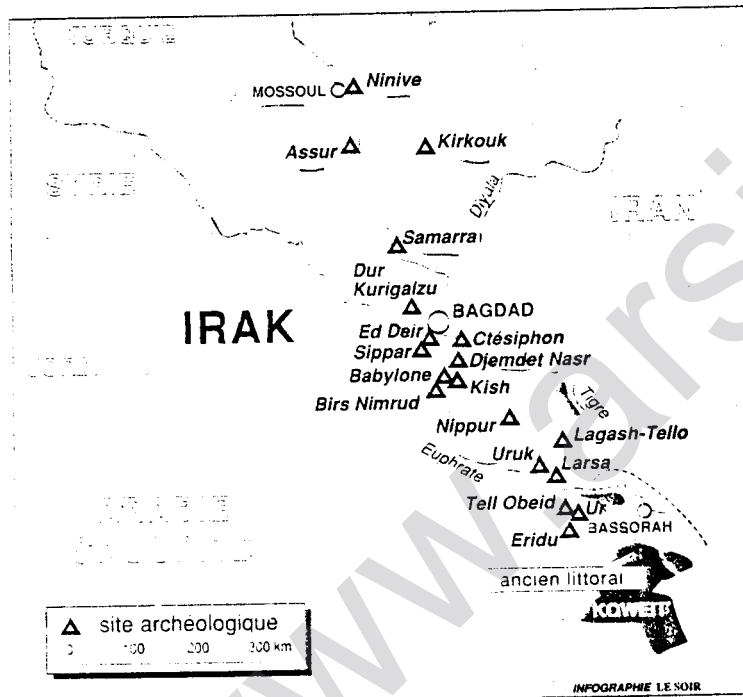 MOSSOUL
Ninive
Assur
Kirkouk
SYRIE
Diyala
IRAN
Samarra
Dur
Kurigalzu
IRAK
BAGDAD
Ed Deir
Ctésiphon
Sippar
Djemdet Nasr
Babylone
Kish
Birs Nimrud
Tigre
Nippur
Lagash-Tello
Euphrate
Uruk
Larsa
Tell Obeid
Ur
BASSORAH
Eridu
ancien littoral
KOWEIT
site archéologique
0 100 200 300 km
INFOGRAPHIE LE SOIR